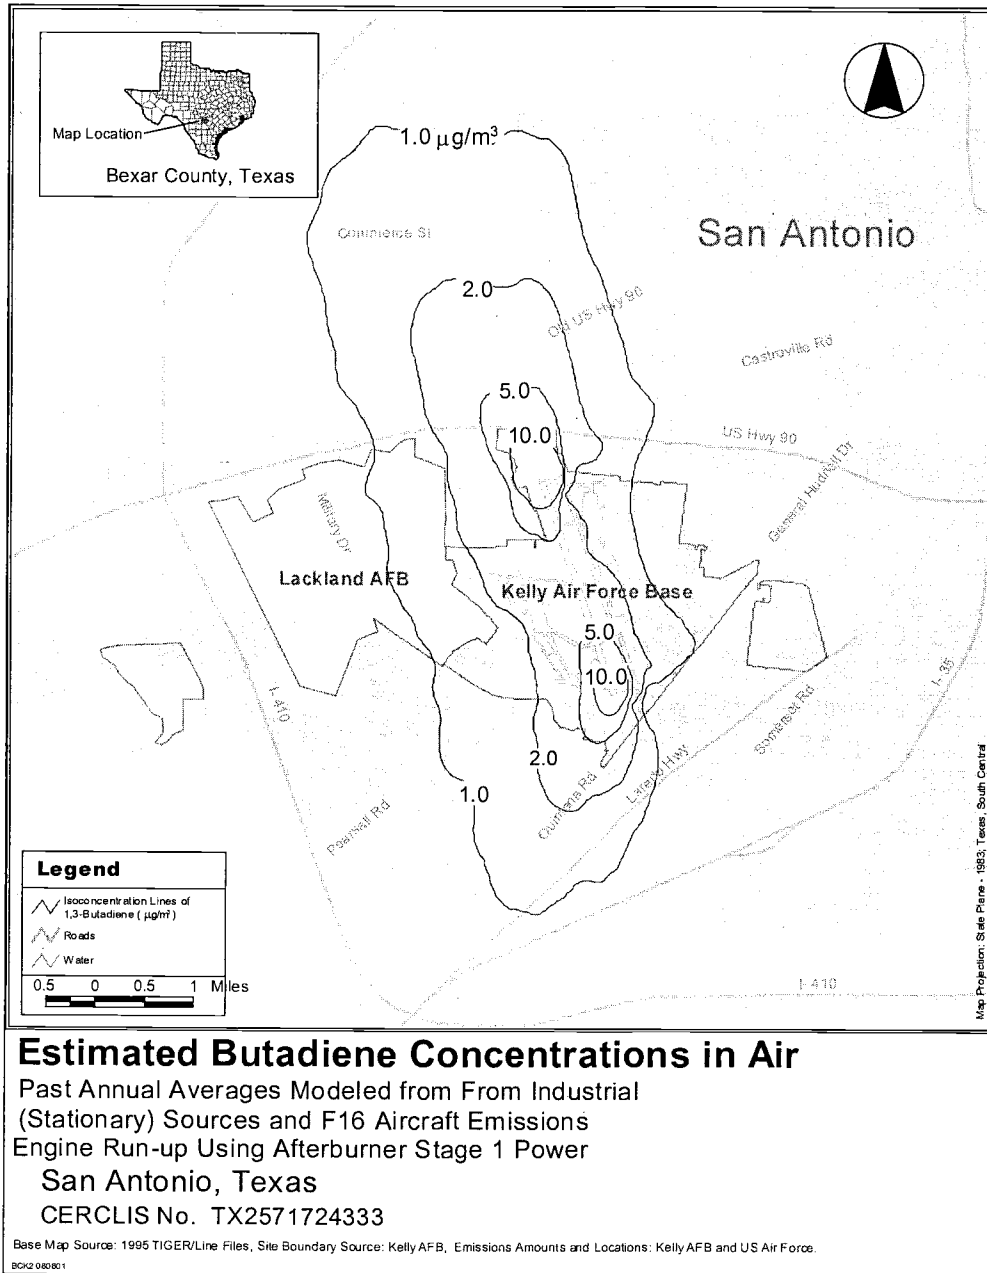 Map Location
Bexar County, Texas
1.0 µg/m³
Commerce St
San Antonio
2.0
Old US Hwy 90
Castroville Rd
5.0
10.0
US Hwy 90
General Hudnell Dr
Military Dr
Lackland AFB
Kelly Air Force Base
5.0
10.0
I-410
I-35
Somerset Rd
2.0
1.0
Quintana Rd
Laredo Hwy
Pearsall Rd
Legend
Isoconcentration Lines of
1,3-Butadiene ( µg/m³ )
Roads
Water
0.5 0 0.5 1 Miles
I-410
Map Projection: State Plane - 1983; Texas, South Central
Estimated Butadiene Concentrations in Air
Past Annual Averages Modeled from From Industrial
(Stationary) Sources and F16 Aircraft Emissions
Engine Run-up Using Afterburner Stage 1 Power
San Antonio, Texas
CERCLIS No. TX2571724333
Base Map Source: 1995 TIGER/Line Files, Site Boundary Source: Kelly AFB, Emissions Amounts and Locations: Kelly AFB and US Air Force.
BCK2 080601